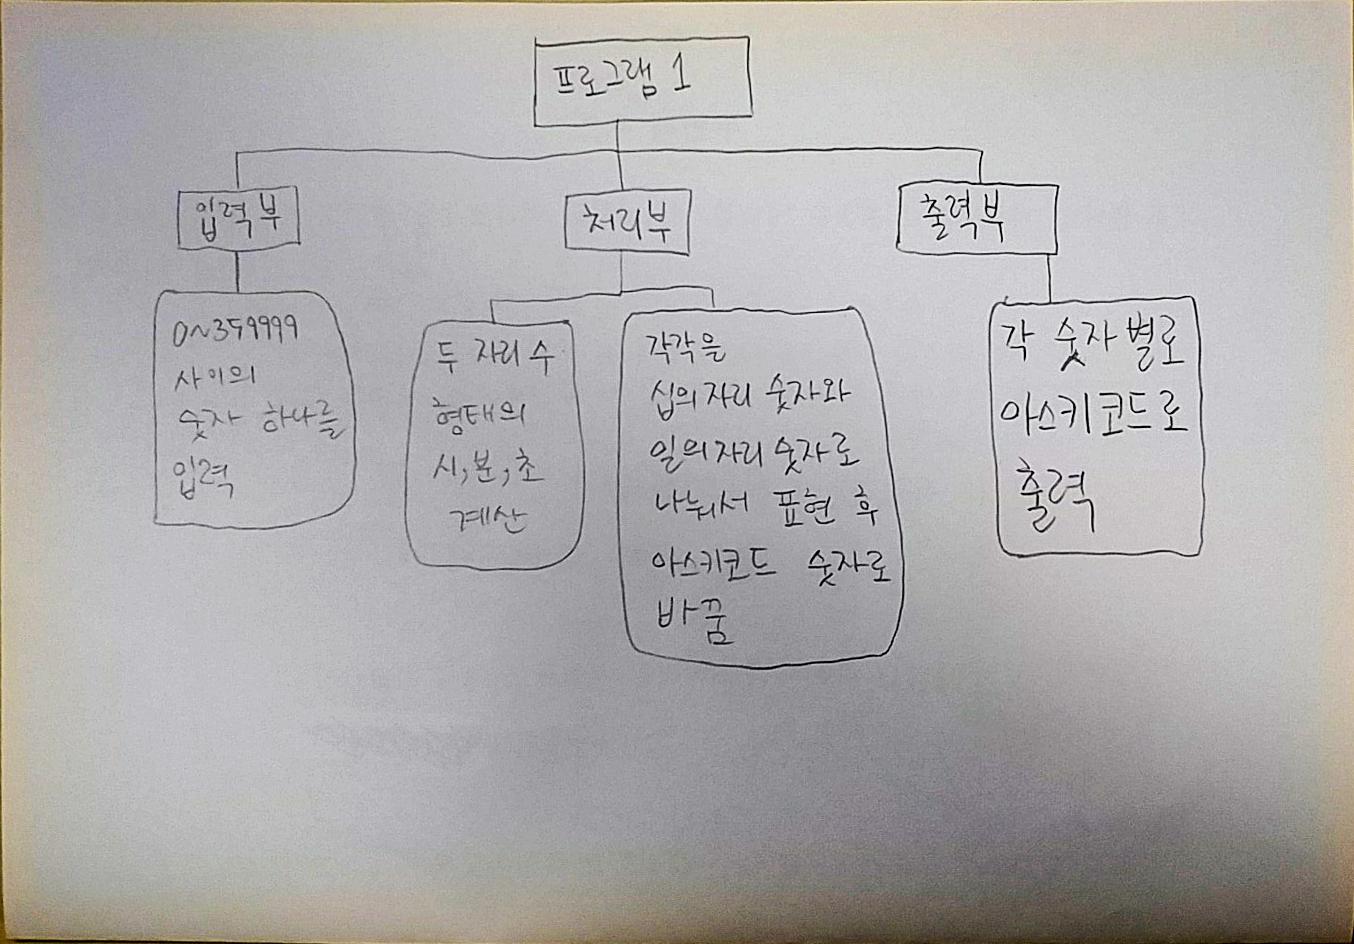 프로그램 1
입력부
처리부
출력부
0~359999
사이의
숫자 하나를
입력
두 자리 수
형태의
시,분,초
계산
각각을
십의자리 숫자와
일의자리 숫자로
나눠서 표현 후
아스키코드 숫자로
바꿈
각 숫자별로
아스키코드로
출력